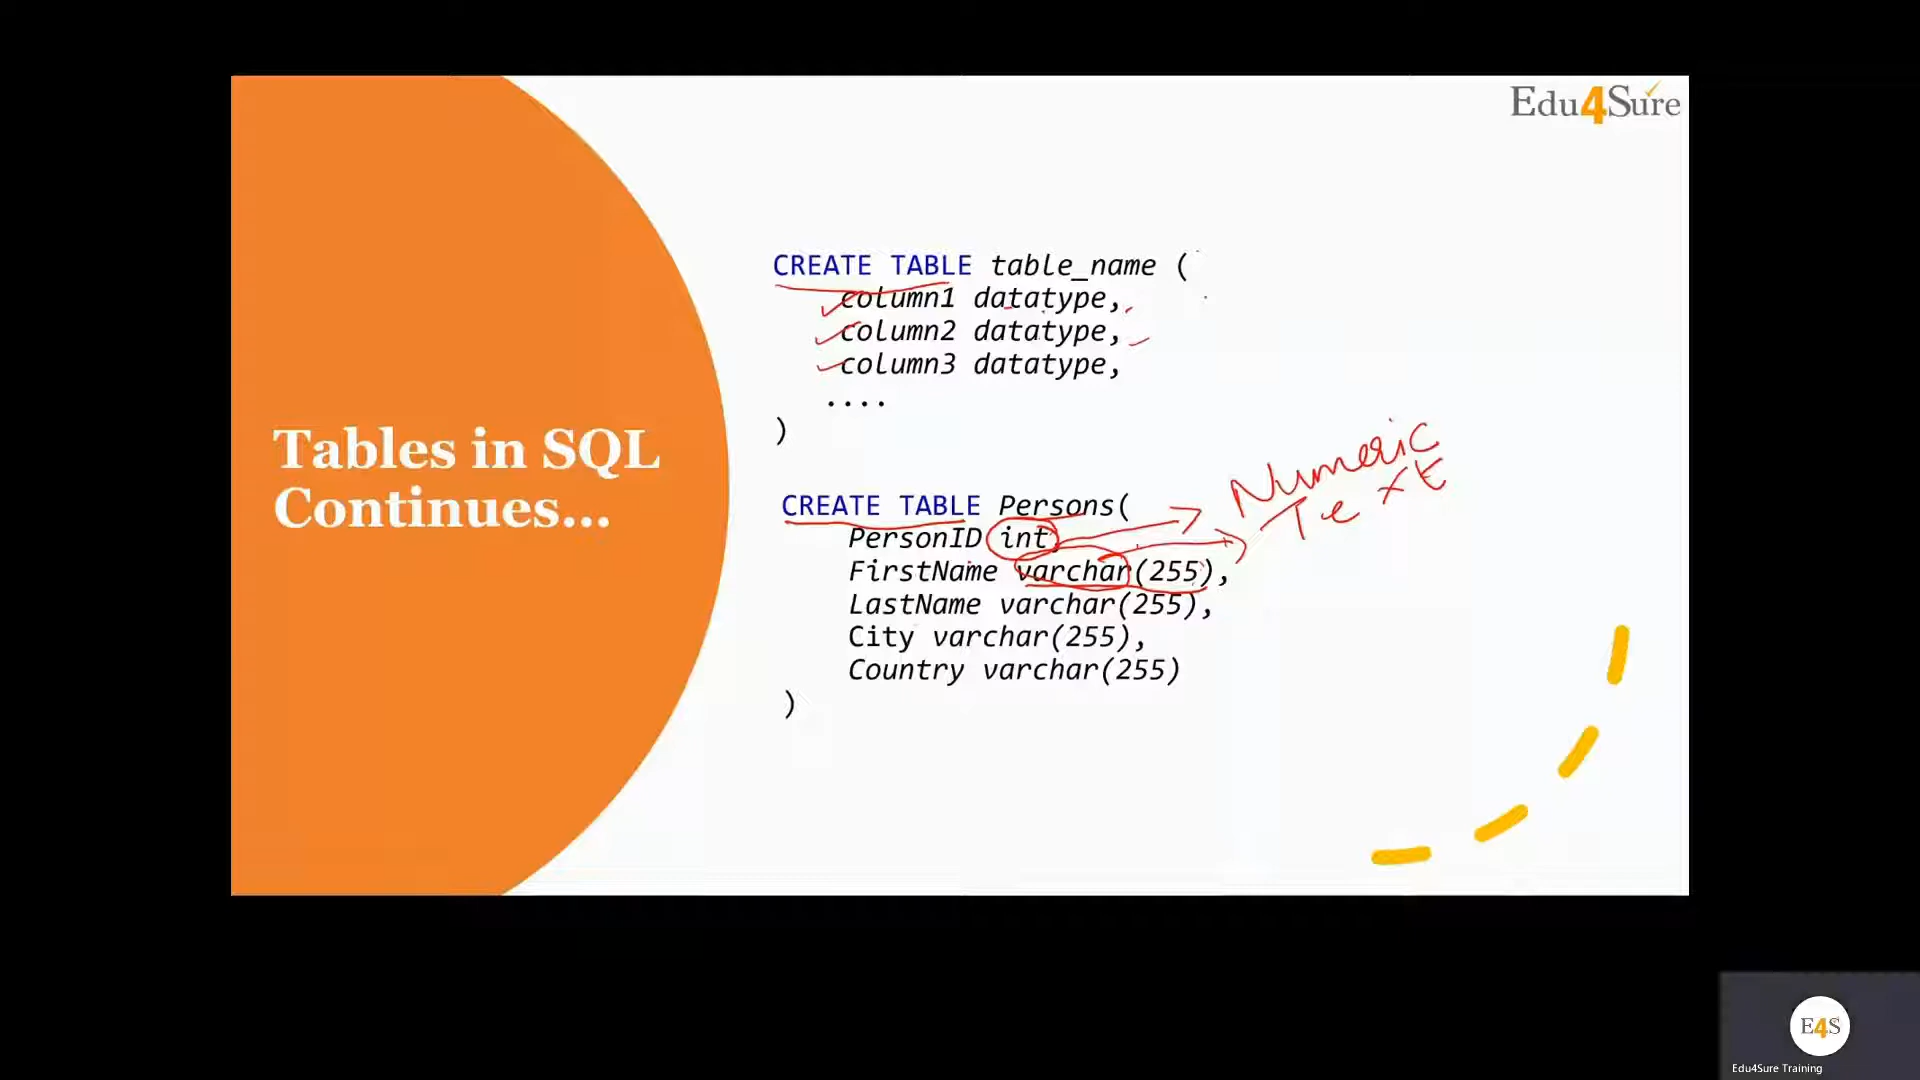 Edu4Sure
CREATE TABLE table_name (
column1 datatype,
column2 datatype,
column3 datatype,
....
)
Tables in SQL
Continues...
CREATE TABLE Persons(
PersonID int,
FirstName varchar(255),
LastName varchar(255),
City varchar(255),
Country varchar(255)
)
Numeric
Text
E4S
Edu4Sure Training